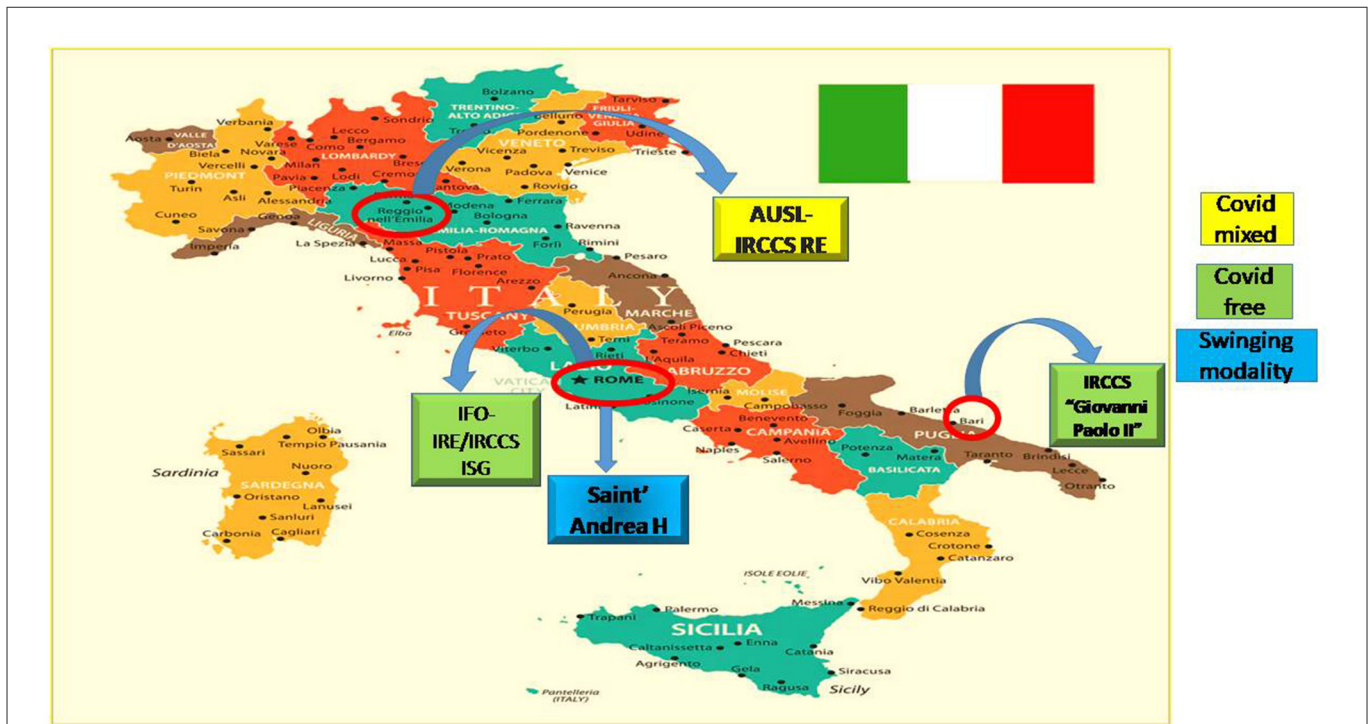 Bolzano
TRENTINO-
ALTO ADIGE
Tarviso
FRIULI-
VENEZIA
GIULIA
Belluno
Pordenone
Udine
Trieste
VENETO
Vicenza
Treviso
Verona
Padova
Venice
Rovigo
Sondrio
Lecco
Bergamo
Varese
Como
LOMBARDY
Milan
Lodi
Pavia
Verbania
Aosta
VALLE
D'AOSTA
Biela
Novara
Vercelli
PIEDMONT
Turin
Asli
Alessandria
Cuneo
Piacenza
Reggio
nell'Emilia
Modena
Ferrara
Bologna
Ravenna
Forli
Rimini
Genoa
Savona
LIGURIA
Imperia
La Spezia
Massa
Lucca
Pistoia
Prato
Pisa
Florence
Livorno
Arezzo
Pesaro
Ancona
ITALY
TUSCANY
Elba
MARCHE
Perugia
UMBRIA
Ascoli Piceno
Terni
Teramo
Viterbo
Rieti
L'Aquila
Pescara
Chieti
VATICAN
CITY
ROME
Isernia
MOLISE
Campobasso
Foggia
Barletta
Bari
PUGLIA
Benevento
Caserta
CAMPANIA
Avellino
Naples
Salerno
Potenza
Matera
BASILICATA
Taranto
Brindisi
Lecce
Otranto
CALABRIA
Cosenza
Crotone
Catanzaro
Vibo Valentia
Reggio di Calabria
ISOLE EOLIE
Messina
Palermo
Trapani
SICILIA
Caltanissetta
Enna
Catania
Agrigento
Gela
Siracusa
Ragusa
Sicily
Pantelleria
(ITALY)
Olbia
Tempio Pausania
Sassari
Sardinia
Nuoro
SARDEGNA
Oristano
Lanusei
Sanluri
Carbonia
Cagliari
AUSL-
IRCCS RE
IFO-
IRE/IRCCS
ISG
Saint'
Andrea H
IRCCS
"Giovanni
Paolo II"
Covid
mixed
Covid
free
Swinging
modality